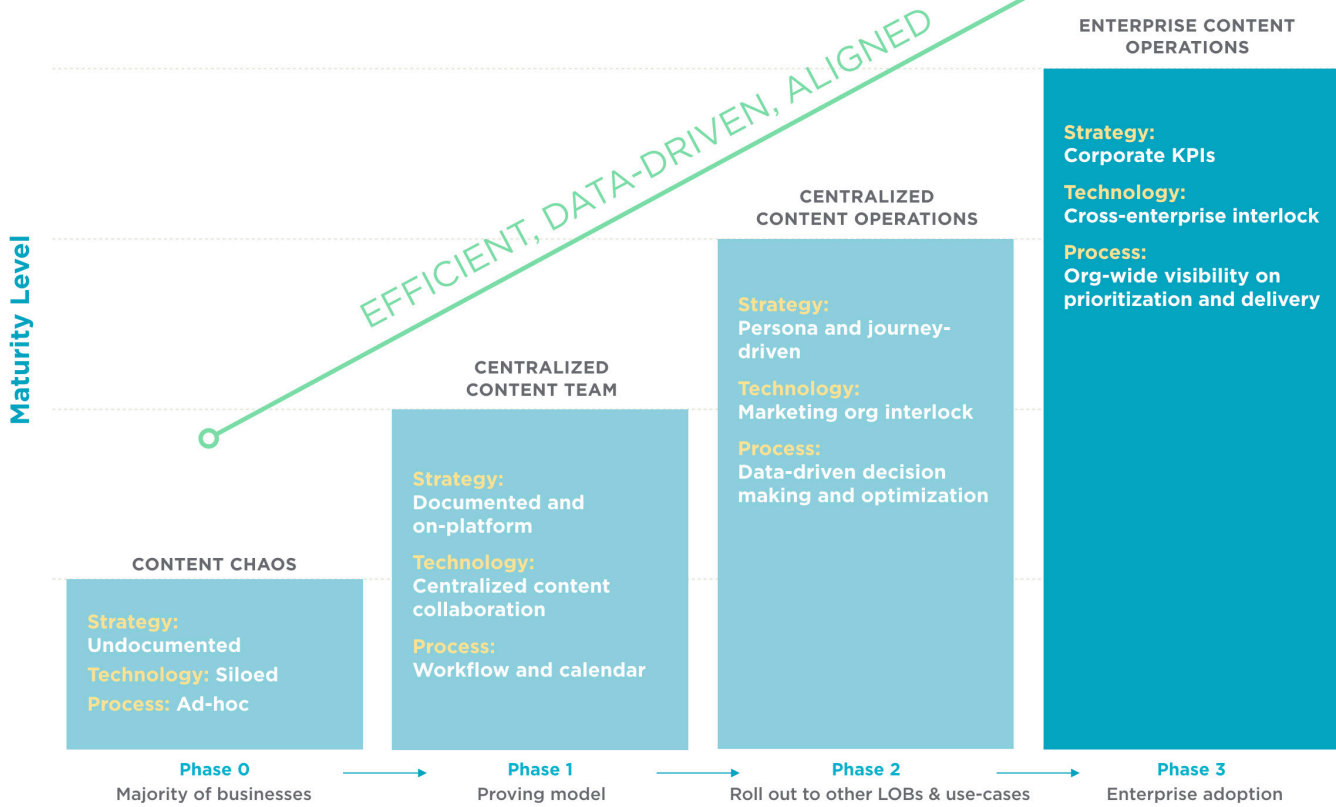 EFFICIENT, DATA-DRIVEN, ALIGNED
Maturity Level
CONTENT CHAOS
Strategy:
Undocumented
Technology: Siloed
Process: Ad-hoc
Phase 0
Majority of businesses
CENTRALIZED
CONTENT TEAM
Strategy:
Documented and
on-platform
Technology:
Centralized content
collaboration
Process:
Workflow and calendar
Phase 1
Proving model
CENTRALIZED
CONTENT OPERATIONS
Strategy:
Persona and journey-
driven
Technology:
Marketing org interlock
Process:
Data-driven decision
making and optimization
Phase 2
Roll out to other LOBs & use-cases
ENTERPRISE CONTENT
OPERATIONS
Strategy:
Corporate KPIs
Technology:
Cross-enterprise interlock
Process:
Org-wide visibility on
prioritization and delivery
Phase 3
Enterprise adoption